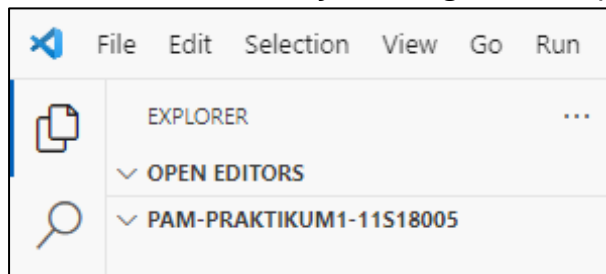 File Edit Selection View Go Run
EXPLORER ...
OPEN EDITORS
PAM-PRAKTIKUM1-11S18005